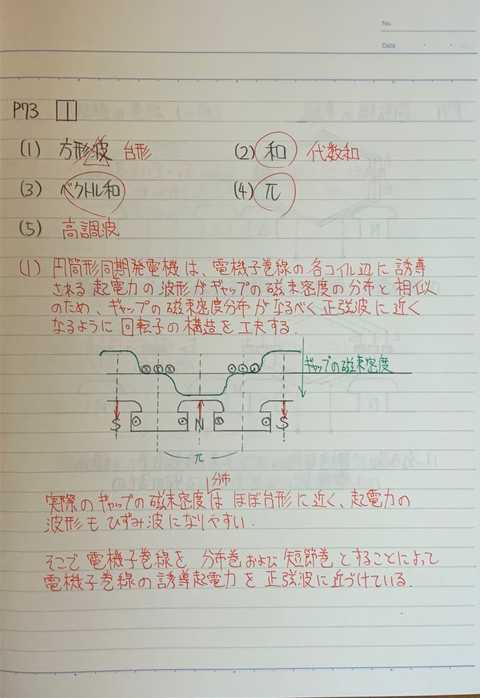 No.
Date
P73 1
(1) 方形波 台形 (2) 和 代数和
(3) ベクトル和 (4) π
(5) 高調波
(1) 円筒形同期発電機は、電機子巻線の各コイル辺に誘導
される起電力の波形がギャップの磁束密度の分布と相似
のため、ギャップの磁束密度分布がなるべく正弦波に近く
なるように回転子の構造を工夫する.
ギャップの磁束密度
S N S
π
分布
実際のギャップの磁束密度はほぼ台形に近く、起電力の
波形もひずみ波になりやすい.
そこで電機子巻線を分布巻および短節巻とすることによって
電機子巻線の誘導起電力を正弦波に近づけている.